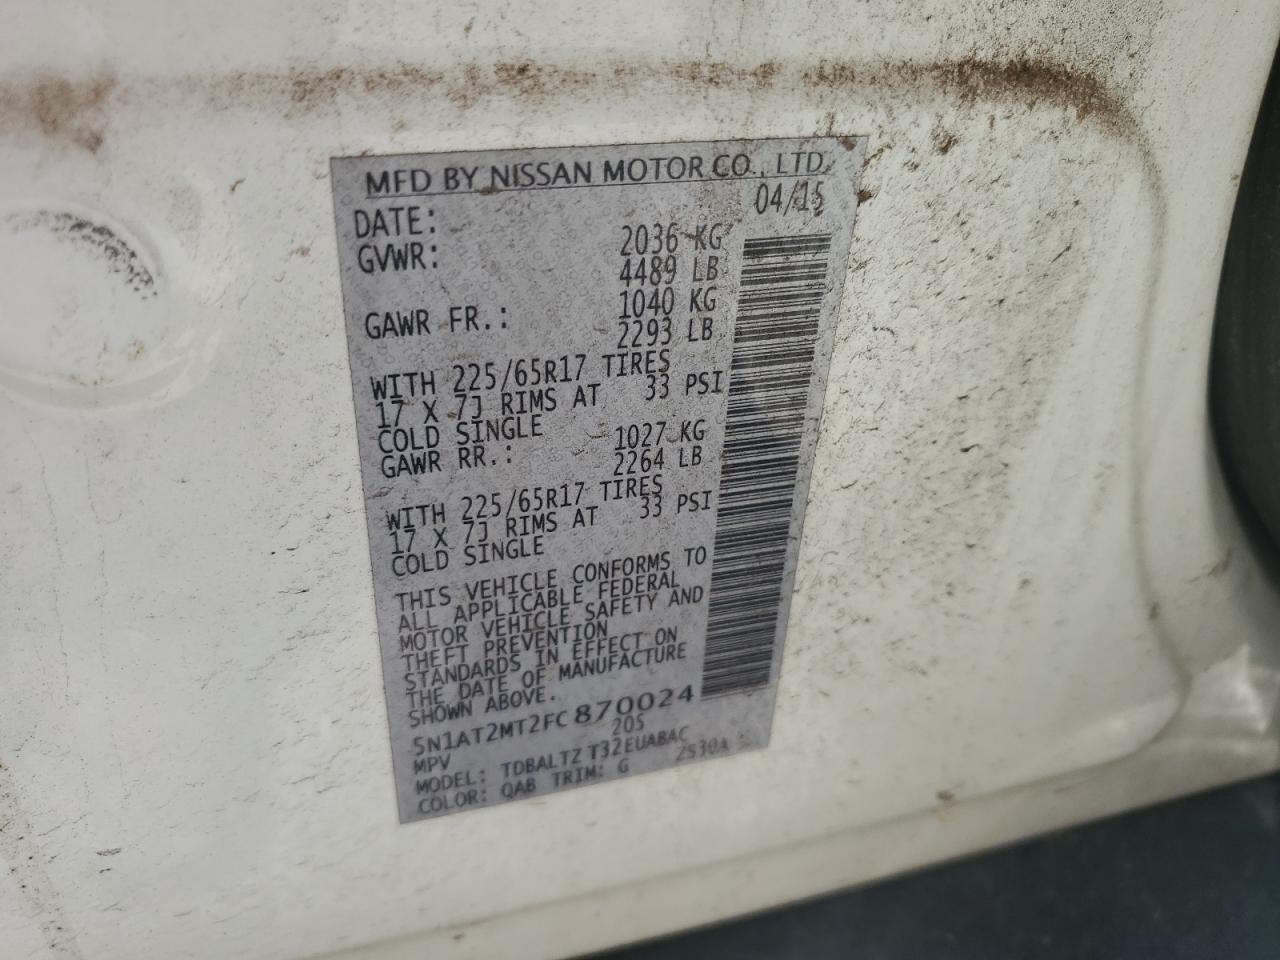 MFD BY NISSAN MOTOR CO., LTD.
DATE: 04/15
GVWR: 2036 KG
4489 LB
GAWR FR.: 1040 KG
2293 LB
WITH 225/65R17 TIRES
17 X 7J RIMS AT 33 PSI
COLD SINGLE
GAWR RR.: 1027 KG
2264 LB
WITH 225/65R17 TIRES
17 X 7J RIMS AT 33 PSI
COLD SINGLE
THIS VEHICLE CONFORMS TO
ALL APPLICABLE FEDERAL
MOTOR VEHICLE SAFETY AND
THEFT PREVENTION
STANDARDS IN EFFECT ON
THE DATE OF MANUFACTURE
SHOWN ABOVE.
5N1AT2MT2FC870024
MPV 205
MODEL: TDBALTZ T32EUABAC
COLOR: QAB TRIM: G 2S30A